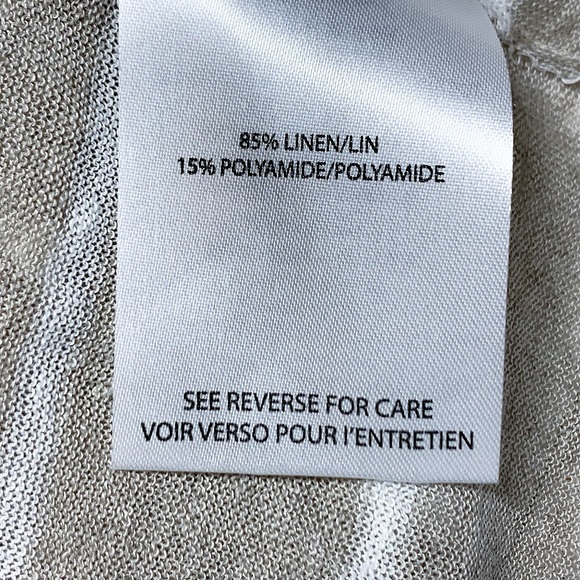 85% LINEN/LIN
15% POLYAMIDE/POLYAMIDE
SEE REVERSE FOR CARE
VOIR VERSO POUR l'ENTRETIEN